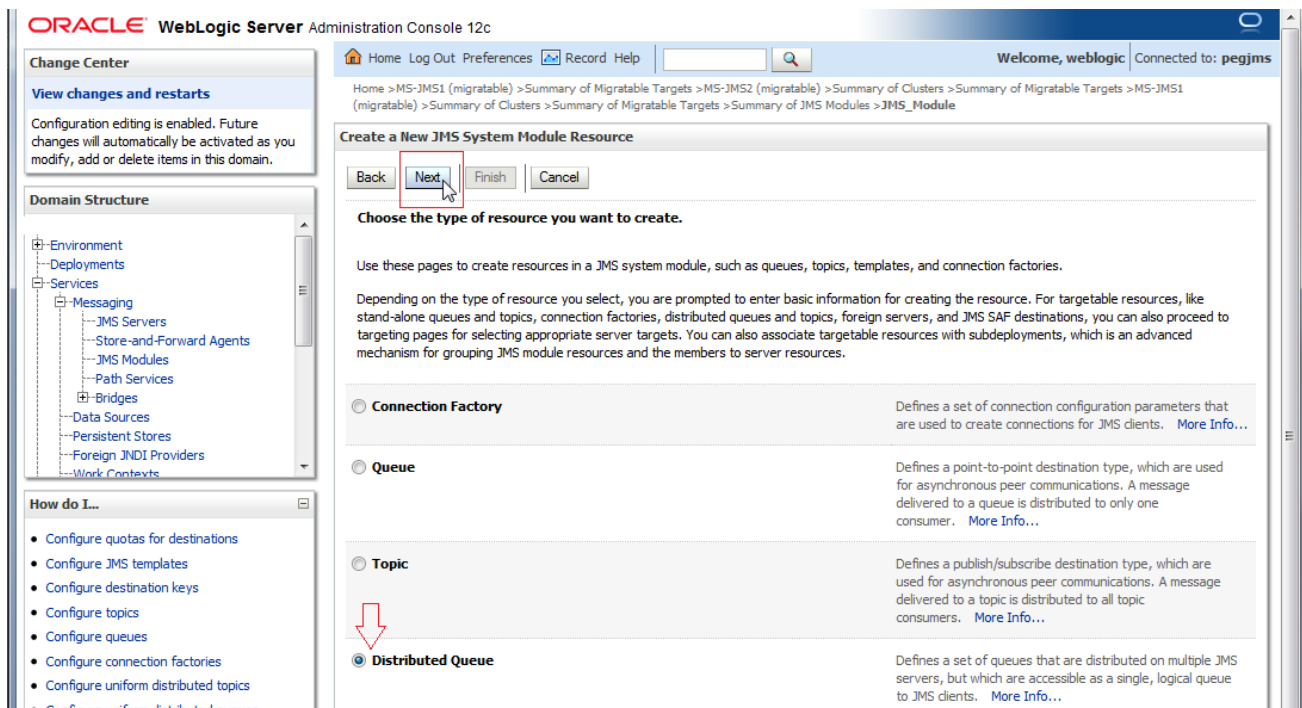 ORACLE WebLogic Server Administration Console 12c
Change Center
View changes and restarts
Configuration editing is enabled. Future
changes will automatically be activated as you
modify, add or delete items in this domain.
Domain Structure
Environment
Deployments
Services
Messaging
JMS Servers
Store-and-Forward Agents
JMS Modules
Path Services
Bridges
Data Sources
Persistent Stores
Foreign JNDI Providers
Work Contexts
How do I...
Configure quotas for destinations
Configure JMS templates
Configure destination keys
Configure topics
Configure queues
Configure connection factories
Configure uniform distributed topics
Home Log Out Preferences Record Help
Welcome, weblogic Connected to: pegjms
Home >MS-JMS1 (migratable) >Summary of Migratable Targets >MS-JMS2 (migratable) >Summary of Clusters >Summary of Migratable Targets >MS-JMS1
(migratable) >Summary of Clusters >Summary of Migratable Targets >Summary of JMS Modules >JMS_Module
Create a New JMS System Module Resource
Back Next Finish Cancel
Choose the type of resource you want to create.
Use these pages to create resources in a JMS system module, such as queues, topics, templates, and connection factories.
Depending on the type of resource you select, you are prompted to enter basic information for creating the resource. For targetable resources, like
stand-alone queues and topics, connection factories, distributed queues and topics, foreign servers, and JMS SAF destinations, you can also proceed to
targeting pages for selecting appropriate server targets. You can also associate targetable resources with subdeployments, which is an advanced
mechanism for grouping JMS module resources and the members to server resources.
Connection Factory
Defines a set of connection configuration parameters that
are used to create connections for JMS clients. More Info...
Queue
Defines a point-to-point destination type, which are used
for asynchronous peer communications. A message
delivered to a queue is distributed to only one
consumer. More Info...
Topic
Defines a publish/subscribe destination type, which are
used for asynchronous peer communications. A message
delivered to a topic is distributed to all topic
consumers. More Info...
Distributed Queue
Defines a set of queues that are distributed on multiple JMS
servers, but which are accessible as a single, logical queue
to JMS clients. More Info...